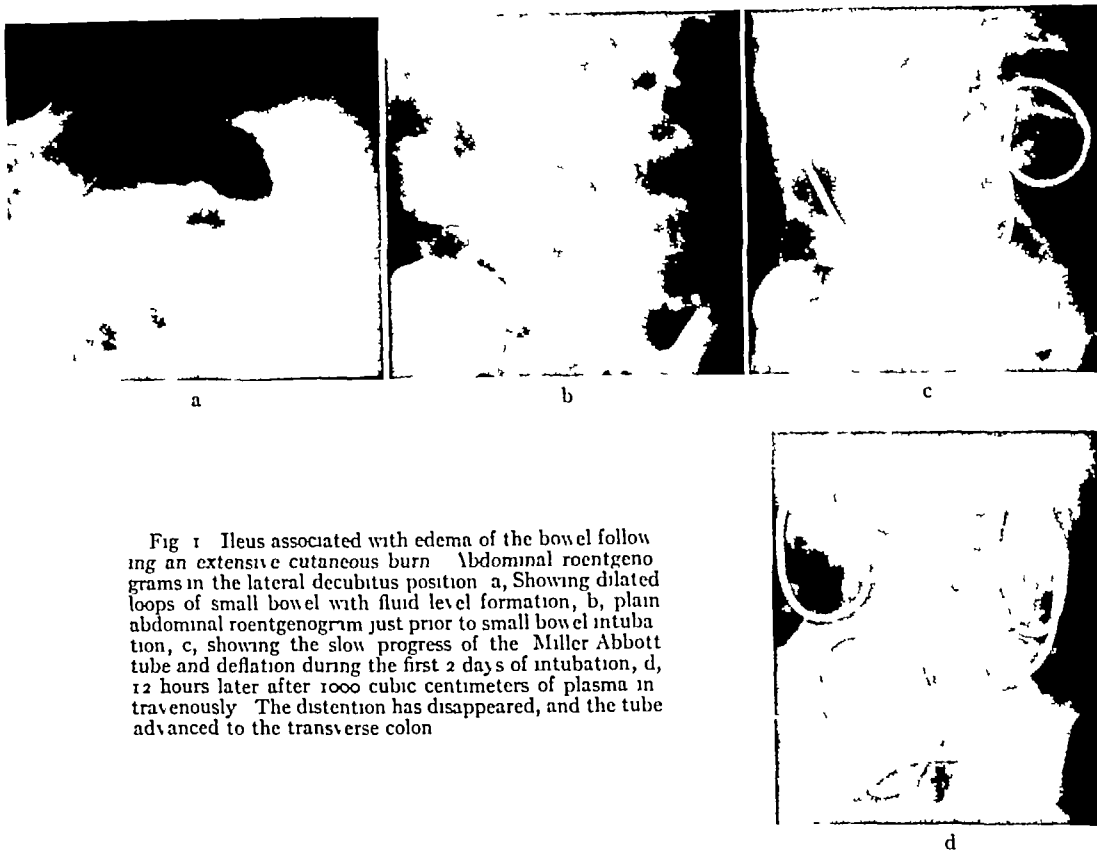 a
b
c
Fig 1 Ileus associated with edema of the bowel follow
ing an extensive cutaneous burn Abdominal roentgeno
grams in the lateral decubitus position a, Showing dilated
loops of small bowel with fluid level formation, b, plain
abdominal roentgenogram just prior to small bowel intuba
tion, c, showing the slow progress of the Miller Abbott
tube and deflation during the first 2 days of intubation, d,
12 hours later after 1000 cubic centimeters of plasma in
travenously The distention has disappeared, and the tube
advanced to the transverse colon
d